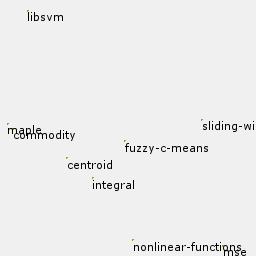 libsvm
sliding-wi
maple
commodity
fuzzy-c-means
centroid
integral
nonlinear-functions
mse